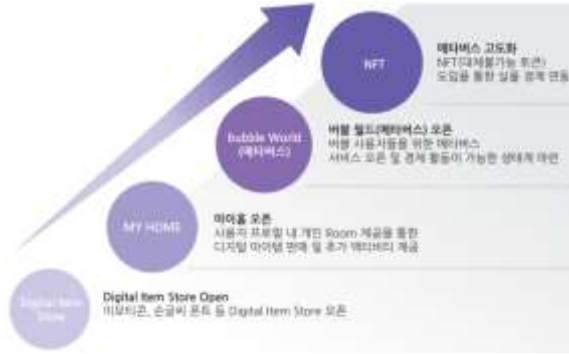 NFT
메타버스 고도화
NFT(대체불가능 토큰)
도입을 통한 실물 경제 연동
Bubble World
(메타버스)
버블 월드(메타버스) 오픈
버블 사용자들을 위한 메타버스
서비스 오픈 및 경제 활동이 가능한 생태계 마련
MY HOME
마이홈 오픈
사용자 프로필 내 개인 Room 제공을 통한
디지털 아이템 판매 및 추가 액티비티 제공
Digital Item
Store
Digital Item Store Open
이모티콘, 손글씨 폰트 등 Digital Item Store 오픈